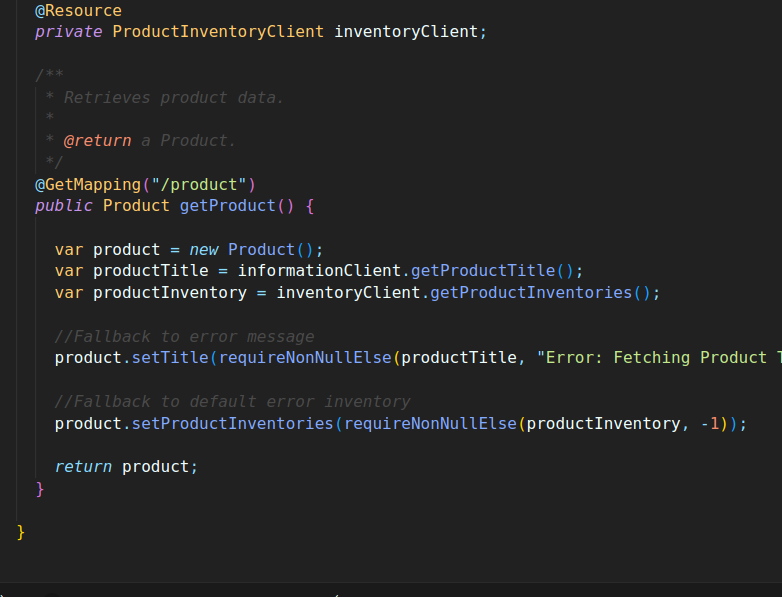 @Resource
private ProductInventoryClient inventoryClient;
/**
* Retrieves product data.
*
* @return a Product.
*/
@GetMapping("/product")
public Product getProduct() {
var product = new Product();
var productTitle = informationClient.getProductTitle();
var productInventory = inventoryClient.getProductInventories();
//Fallback to error message
product.setTitle(requireNonNullElse(productTitle, "Error: Fetching Product
//Fallback to default error inventory
product.setProductInventories(requireNonNullElse(productInventory, -1));
return product;
}
}